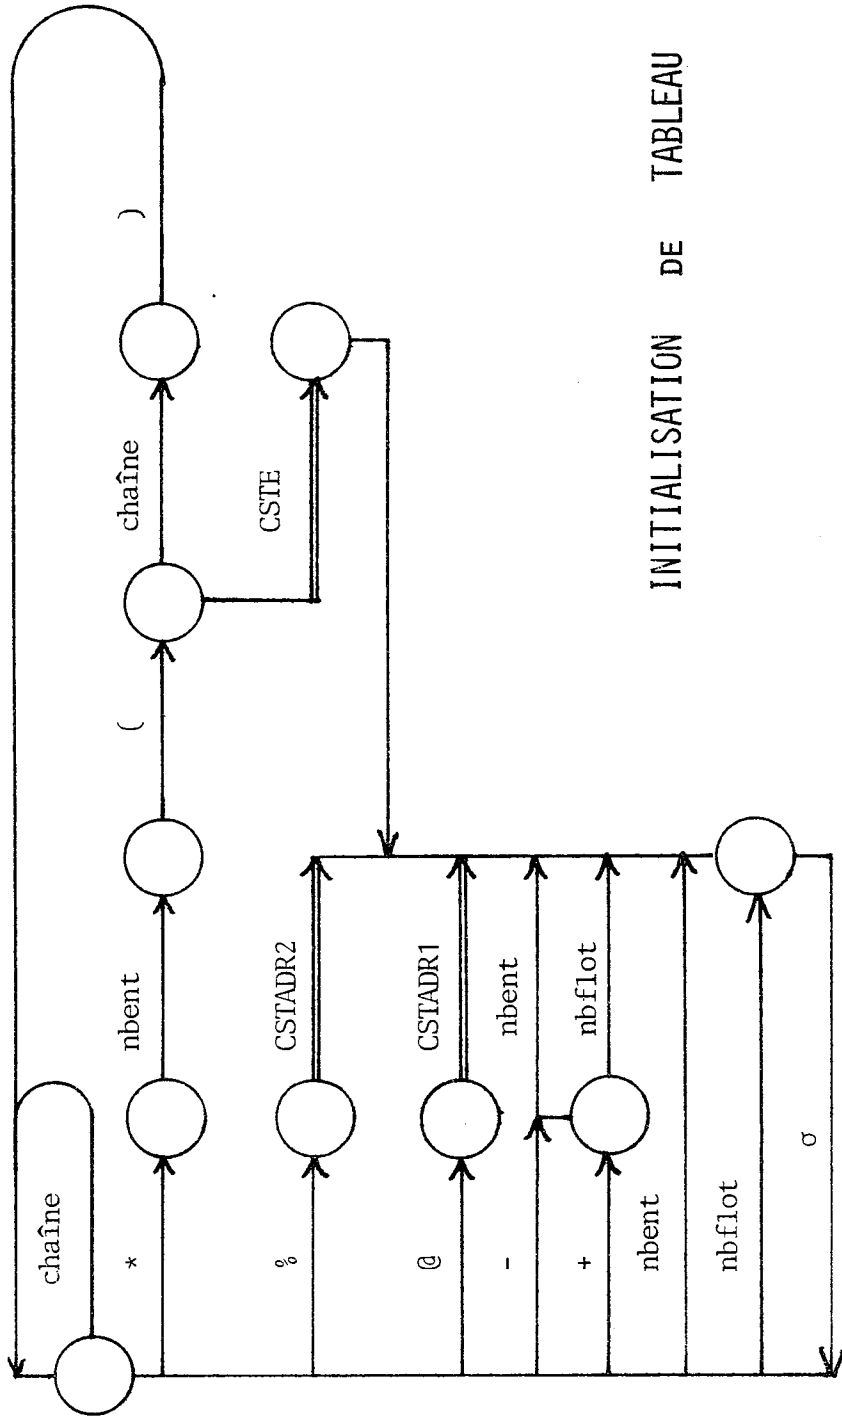 chaîne
*
nbent
(
chaîne
)
CSTE
%
CSTADR2
@
CSTADR1
-
nbent
+
nbflot
nbent
nbflot
σ
INITIALISATION DE TABLEAU